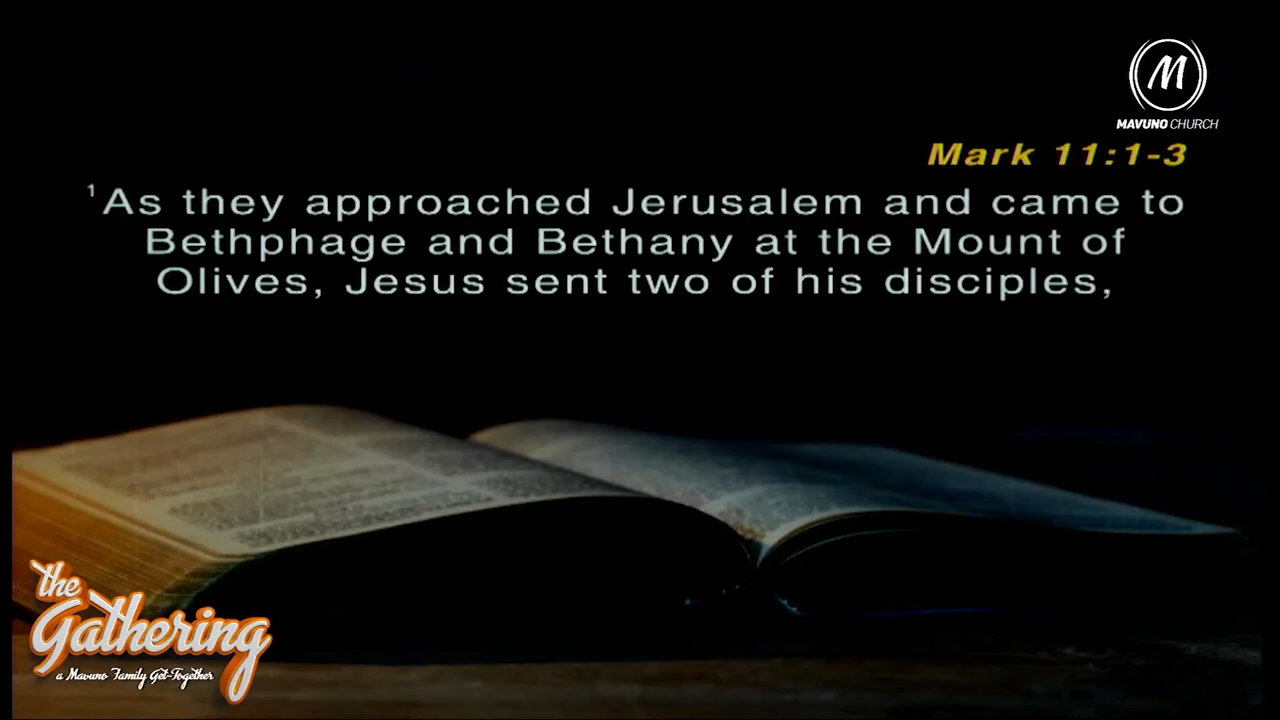 M
MAVUNO CHURCH
Mark 11:1-3
¹As they approached Jerusalem and came to
Bethphage and Bethany at the Mount of
Olives, Jesus sent two of his disciples,
the
Gathering
a Mavuno Family Get-Together